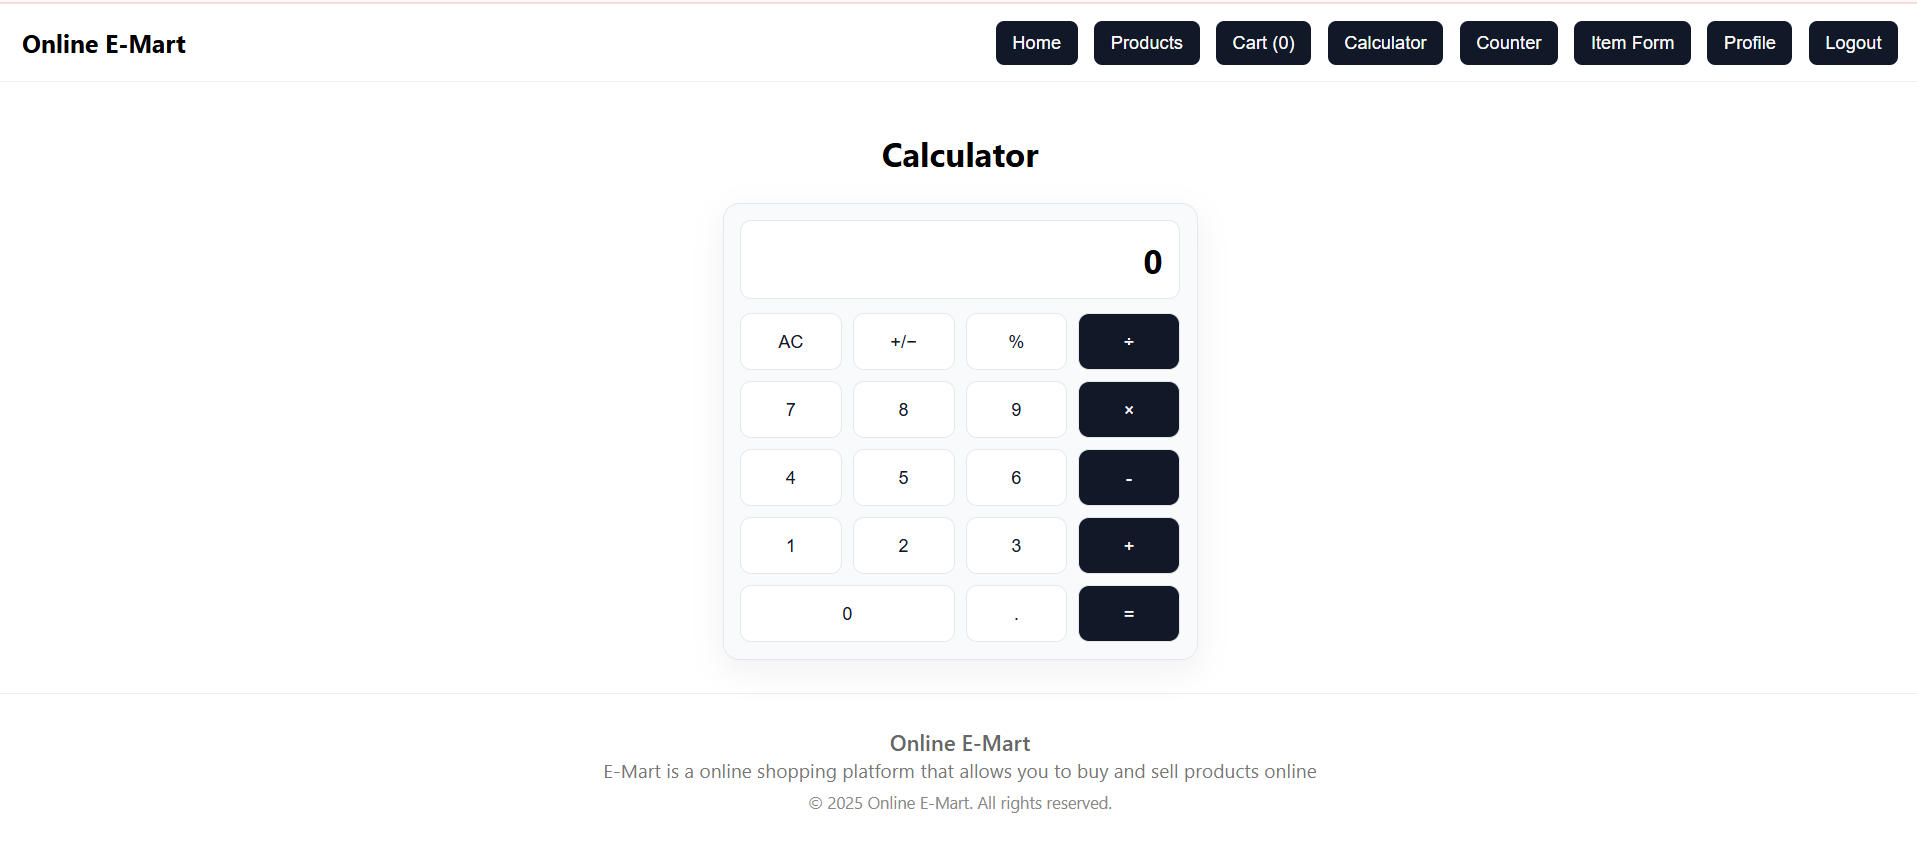 Online E-Mart Home Products Cart (0) Calculator Counter Item Form Profile Logout
Calculator
0
AC +/− % ÷
7 8 9 ×
4 5 6 -
1 2 3 +
0 . =
Online E-Mart
E-Mart is a online shopping platform that allows you to buy and sell products online
© 2025 Online E-Mart. All rights reserved.